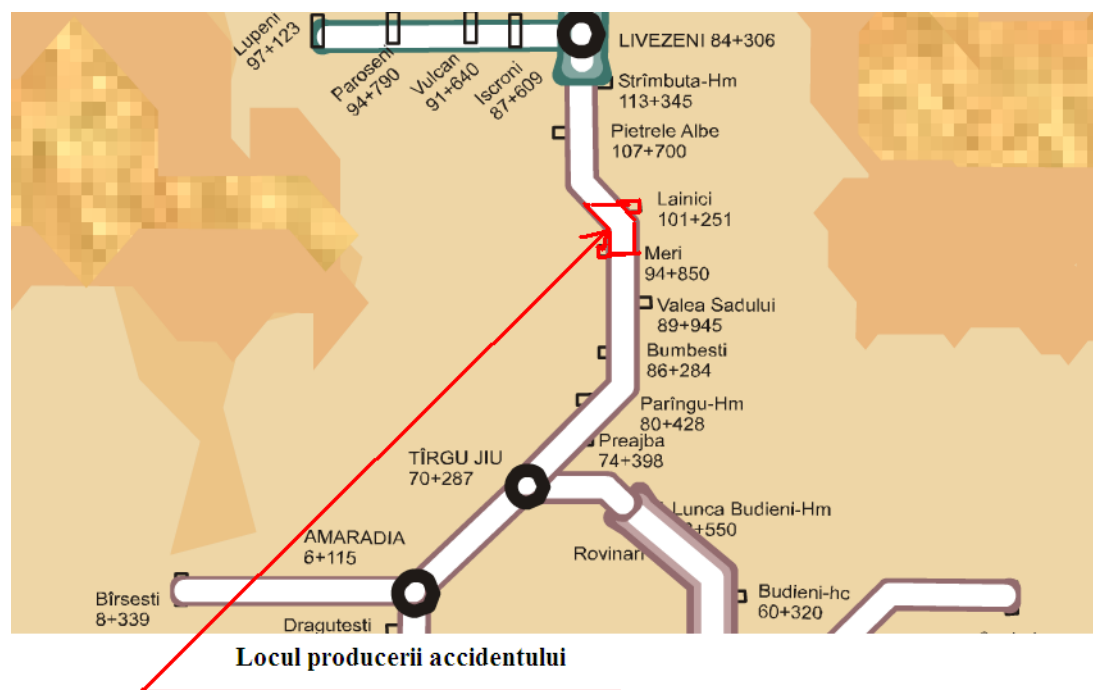 Lupeni
97+123
Paroseni
94+790
Vulcan
91+640
Iscroni
87+609
LIVEZENI 84+306
Strîmbuta-Hm
113+345
Pietrele Albe
107+700
Lainici
101+251
Meri
94+850
Valea Sadului
89+945
Bumbesti
86+284
Parîngu-Hm
80+428
Preajba
74+398
TÎRGU JIU
70+287
Lunca Budieni-Hm
+550
Rovinari
AMARADIA
6+115
Budieni-hc
60+320
Bîrsesti
8+339
Dragutesti
Locul producerii accidentului